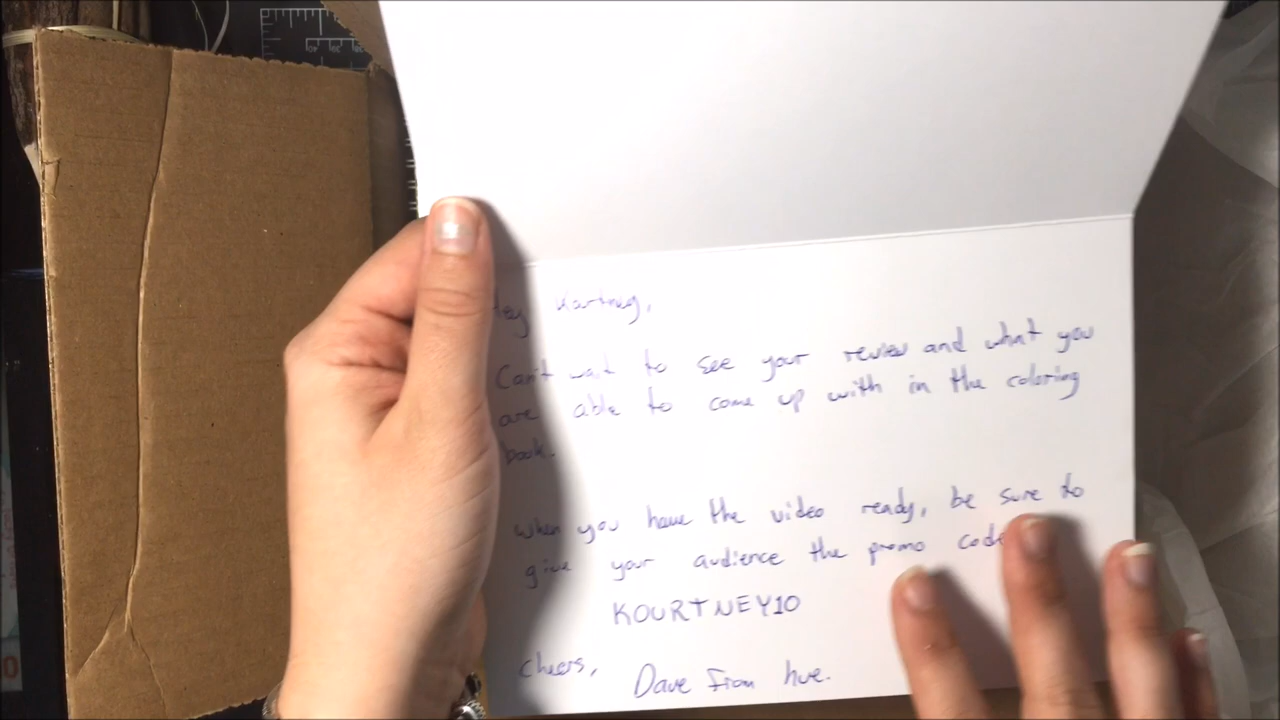 Hey Kortney,
Can't wait to see your review and what you
are able to come up with in the coloring
book.
When you have the video ready, be sure to
give your audience the promo code
KOURTNEY10
Cheers,
Dave from hue.